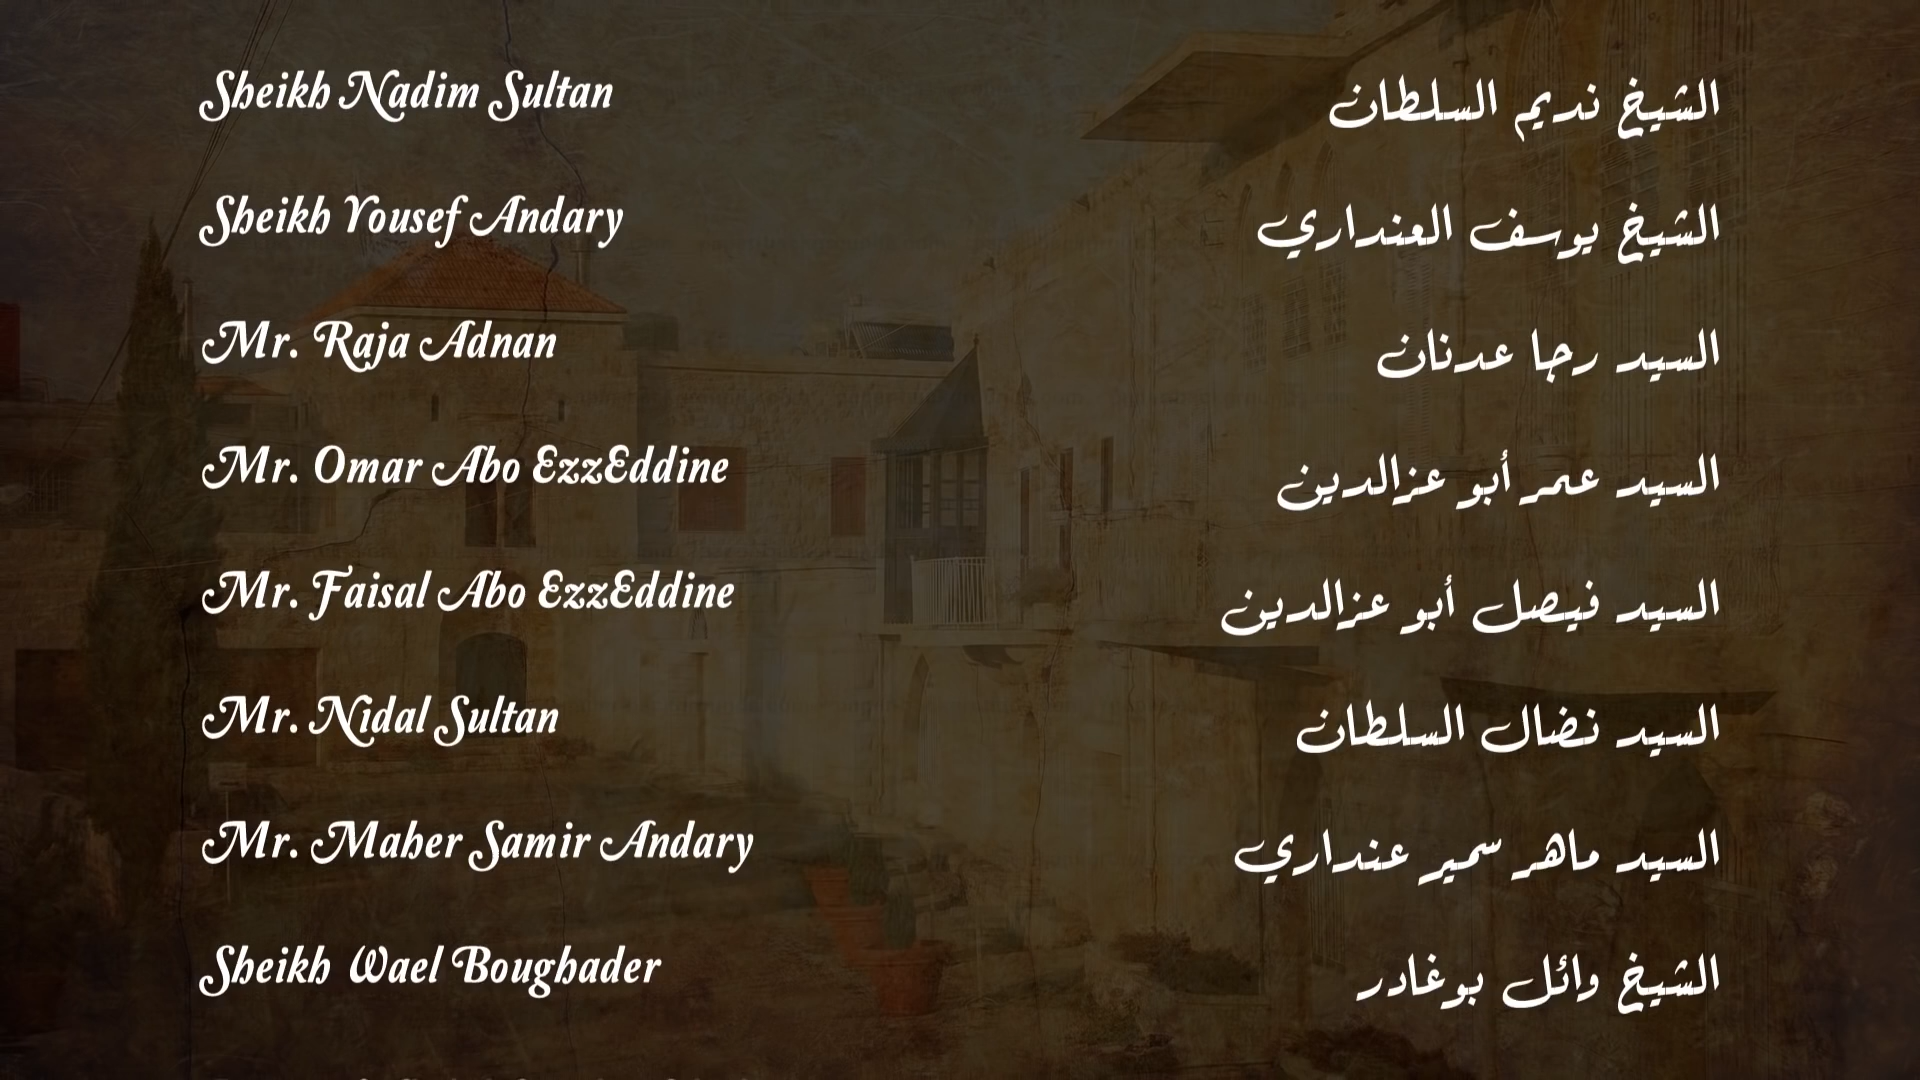 Sheikh Nadim Sultan الشيخ نديم السلطان
Sheikh Yousef Andary الشيخ يوسف العنداري
Mr. Raja Adnan السيد رجا عدنان
Mr. Omar Abo EzzEddine السيد عمر أبو عزالدين
Mr. Faisal Abo EzzEddine السيد فيصل أبو عزالدين
Mr. Nidal Sultan السيد نضال السلطان
Mr. Maher Samir Andary السيد ماهر سمير عنداري
Sheikh Wael Boughader الشيخ وائل بوغادر